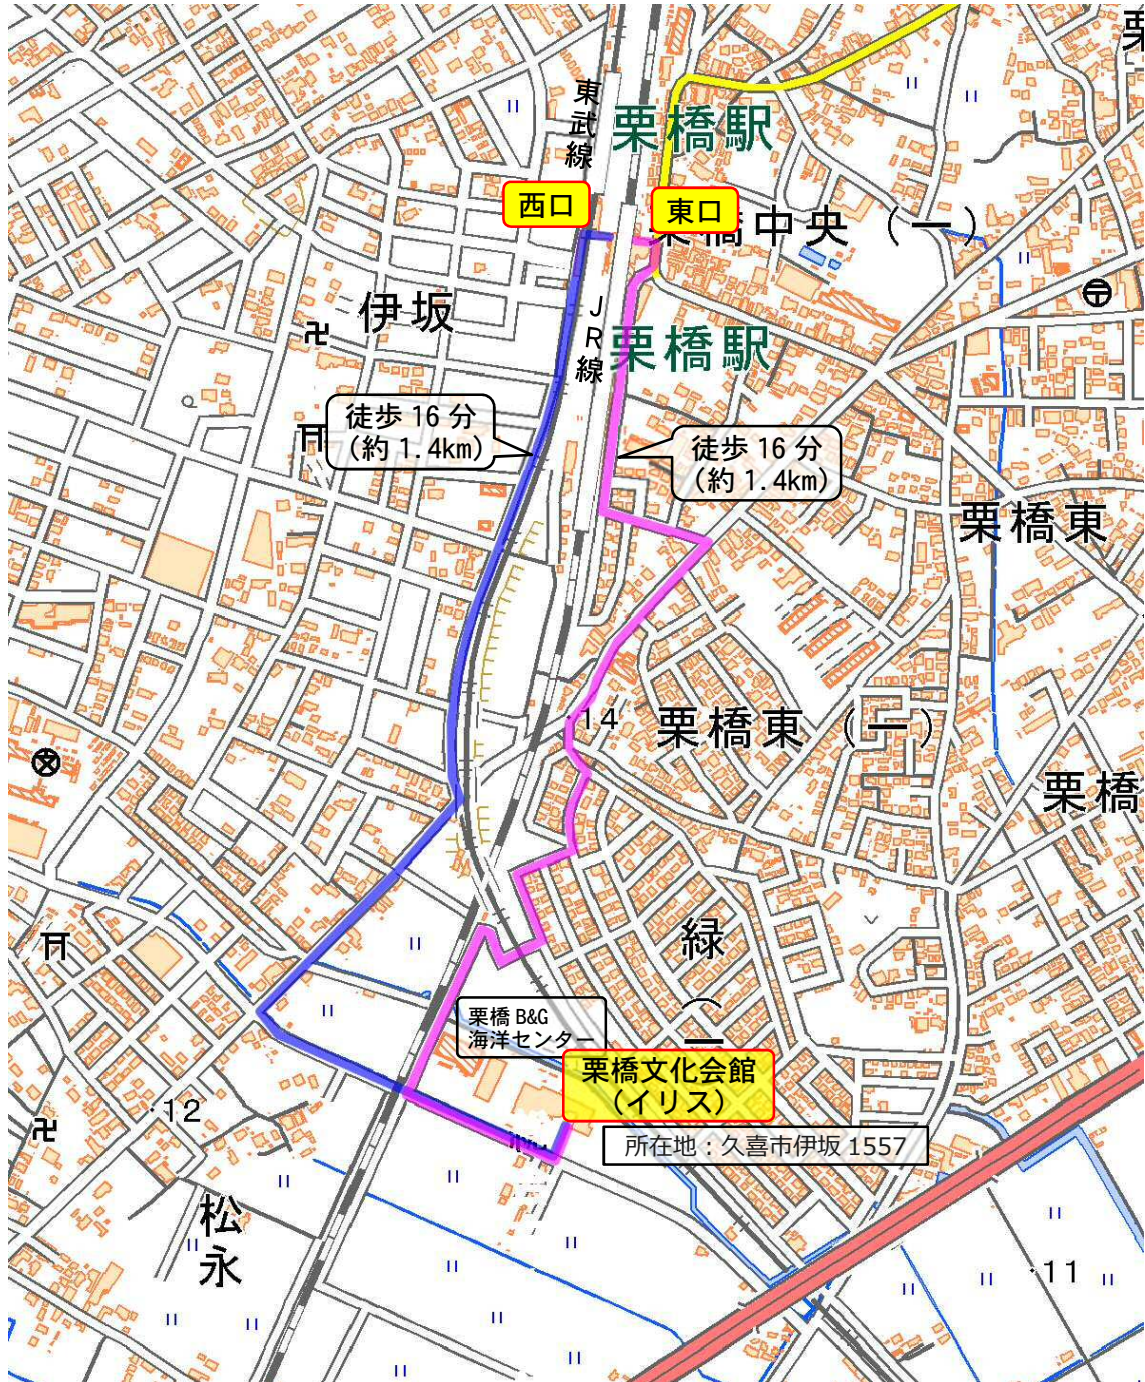 東武線
栗橋駅
西口
東口
栗橋中央（一）
伊坂
JR線
栗橋駅
徒歩 16 分
（約 1.4km）
徒歩 16 分
（約 1.4km）
栗橋東
・14
栗橋東（二）
栗橋
緑（一）
栗橋 B&G
海洋センター
栗橋文化会館
（イリス）
所在地：久喜市伊坂 1557
・12
松永
・11